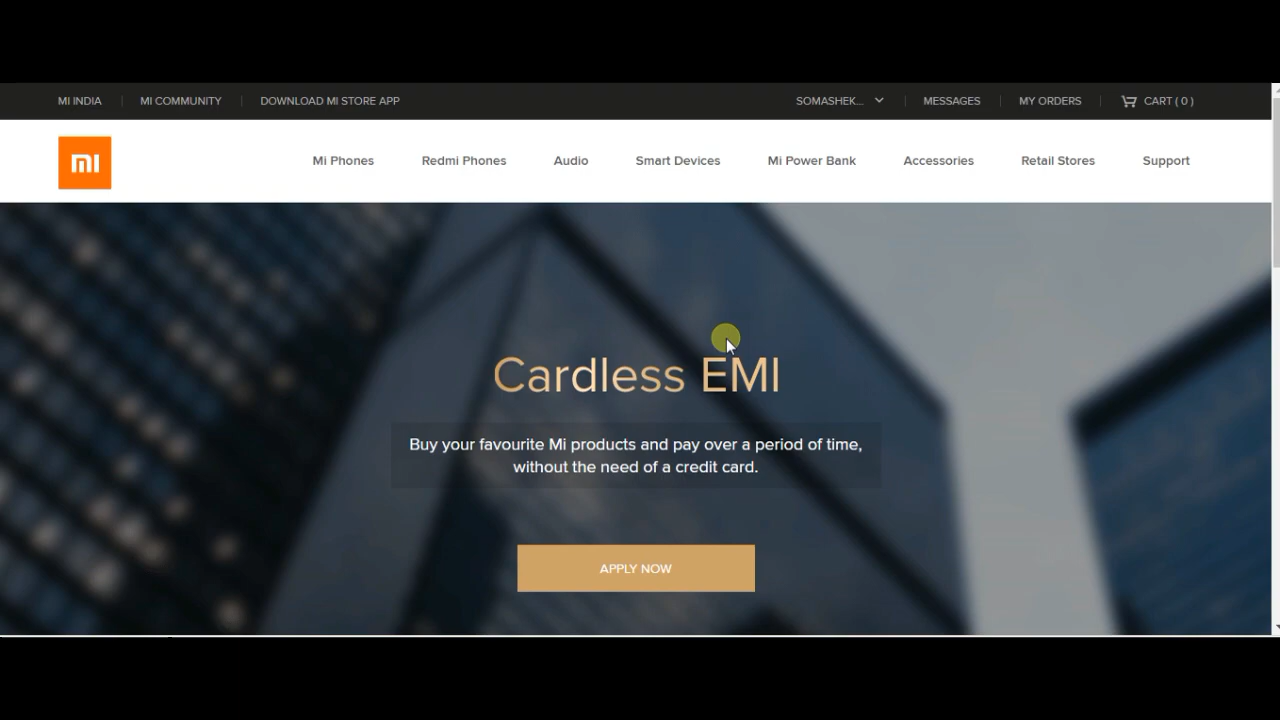 MI INDIA
MI COMMUNITY
DOWNLOAD MI STORE APP
SOMASHEK...
MESSAGES
MY ORDERS
CART ( 0 )
mi
Mi Phones
Redmi Phones
Audio
Smart Devices
Mi Power Bank
Accessories
Retail Stores
Support
Cardless EMI
Buy your favourite Mi products and pay over a period of time,
without the need of a credit card.
APPLY NOW